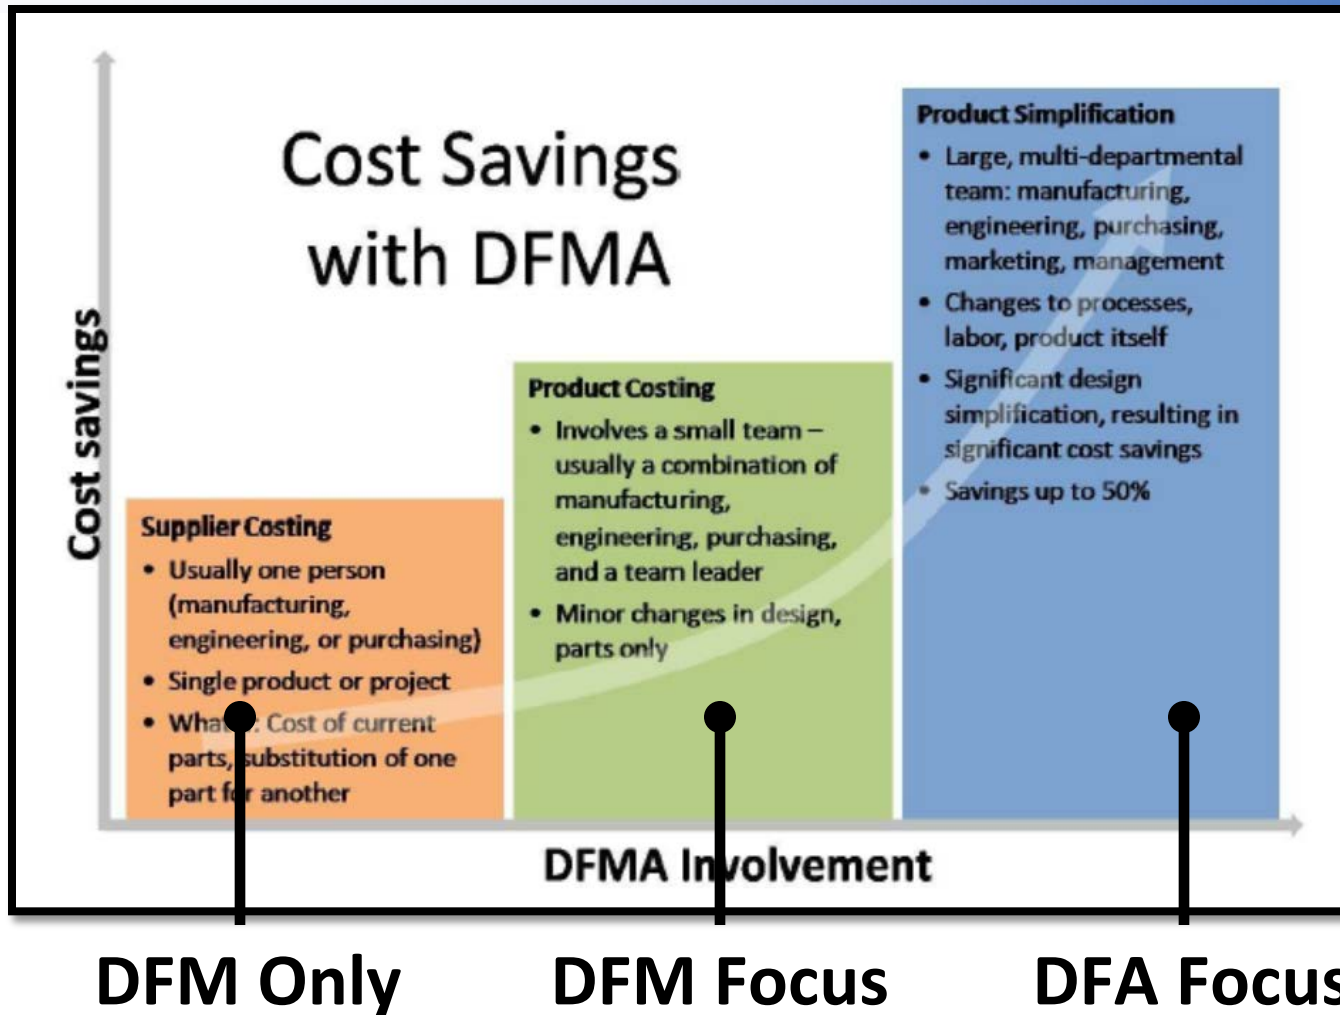 Cost Savings
with DFMA
Cost savings
Supplier Costing
• Usually one person
(manufacturing,
engineering, or purchasing)
• Single product or project
• Cost of current
parts, substitution of one
part for another
Product Costing
• Involves a small team –
usually a combination of
manufacturing,
engineering, purchasing,
and a team leader
• Minor changes in design,
parts only
Product Simplification
• Large, multi-departmental
team: manufacturing,
engineering, purchasing,
marketing, management
• Changes to processes,
labor, product itself
• Significant design
simplification, resulting in
significant cost savings
• Savings up to 50%
DFMA Involvement
DFM Only
DFM Focus
DFA Focus